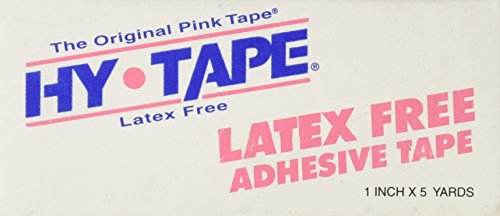 The Original Pink Tape®
HY•TAPE®
Latex Free
LATEX FREE
ADHESIVE TAPE
1 INCH X 5 YARDS